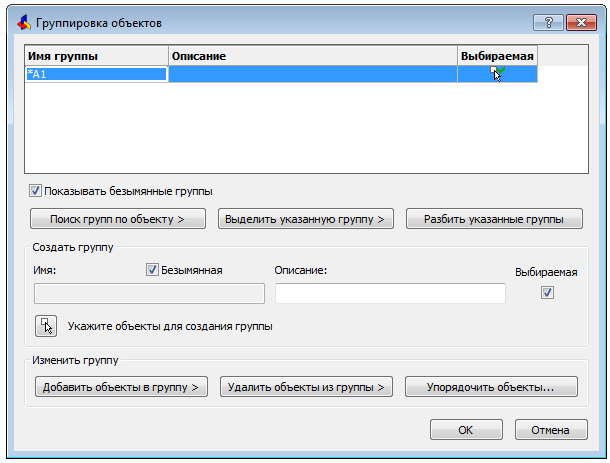 Группировка объектов
Имя группы Описание Выбираемая
*A1
Показывать безымянные группы
Поиск групп по объекту > Выделить указанную группу > Разбить указанные группы
Создать группу
Имя: Безымянная Описание: Выбираемая
Укажите объекты для создания группы
Изменить группу
Добавить объекты в группу > Удалить объекты из группы > Упорядочить объекты...
ОК Отмена